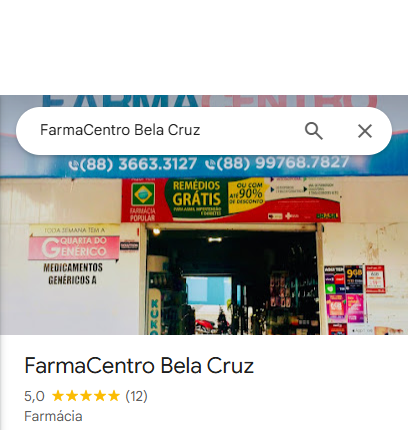 FARMACENTRO
FarmaCentro Bela Cruz
(88) 3663.3127 (88) 99768.7827
REMÉDIOS
GRÁTIS
OU COM
ATÉ 90%
DE DESCONTO
FARMÁCIA
POPULAR
TODA SEMANA TEM A
QUARTA DO
GENÉRICO
MEDICAMENTOS
GENÉRICOS A
FarmaCentro Bela Cruz
5,0 (12)
Farmácia